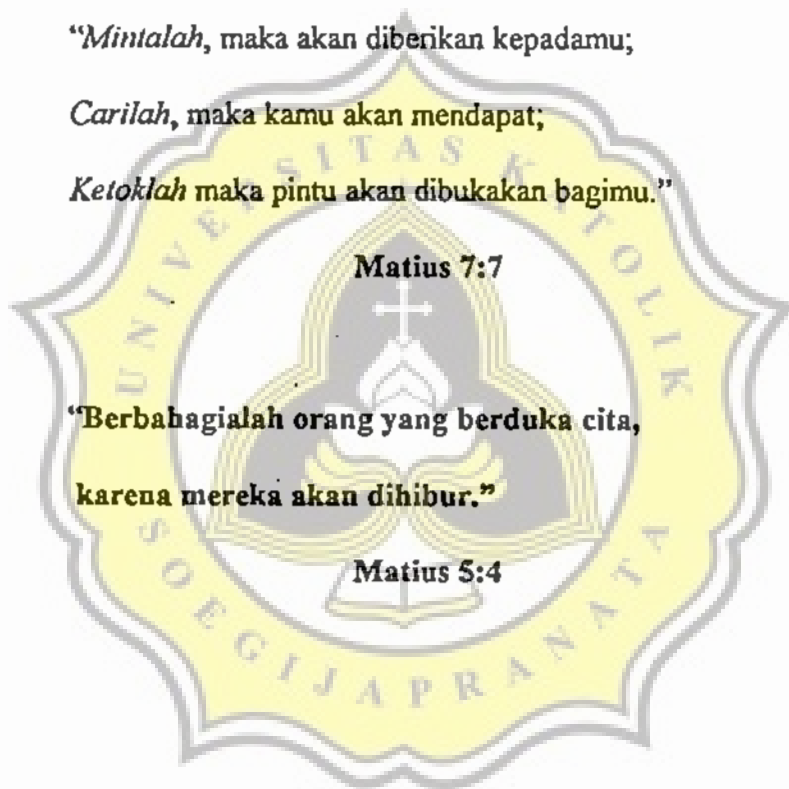 “Mintalah, maka akan diberikan kepadamu;
Carilah, maka kamu akan mendapat;
Ketoklah maka pintu akan dibukakan bagimu.”
Matius 7:7
“Berbahagialah orang yang berduka cita,
karena mereka akan dihibur.”
Matius 5:4
UNIVERSITAS KATOLIK
SOEGIJAPRANATA